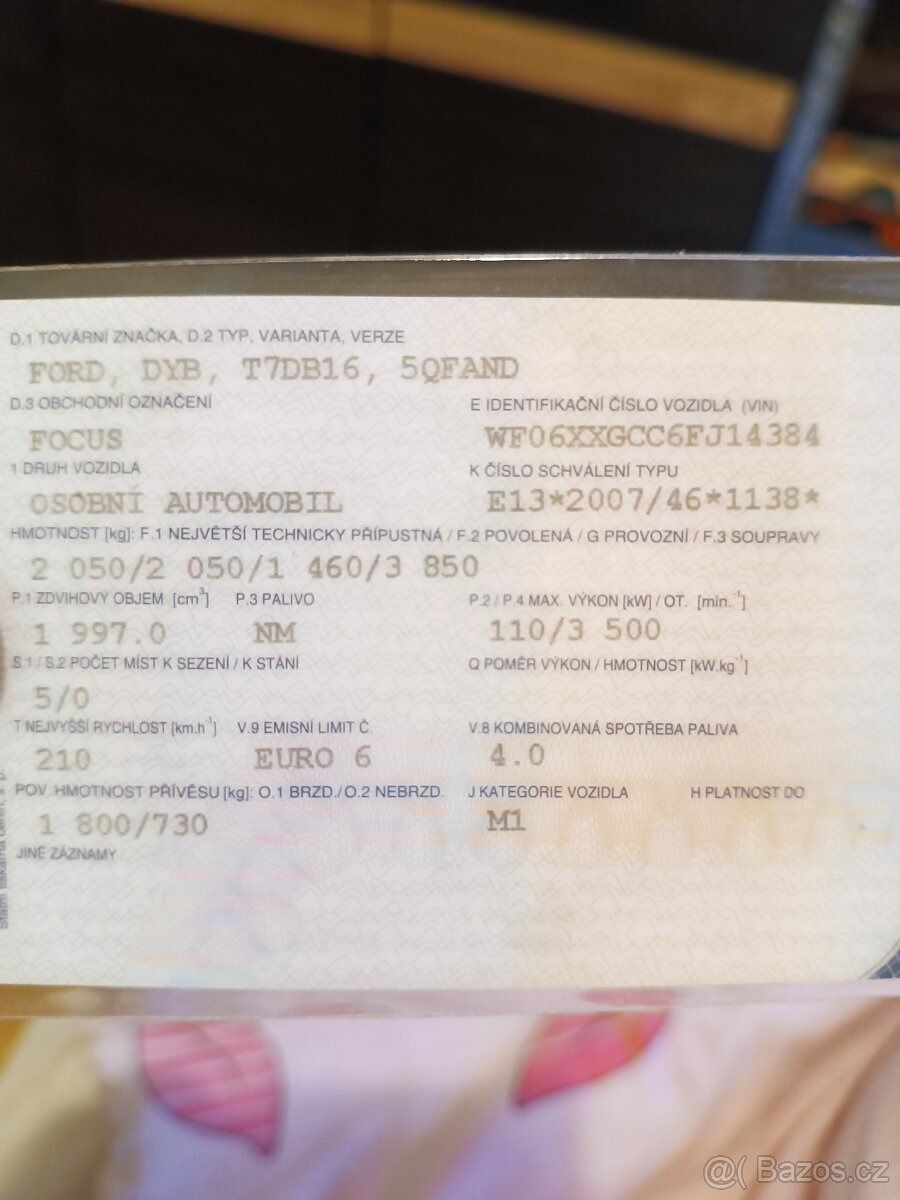 D.1 TOVÁRNÍ ZNAČKA, D.2 TYP, VARIANTA, VERZE
FORD, DYB, T7DB16, 5QFAND
D.3 OBCHODNÍ OZNAČENÍ E IDENTIFIKAČNÍ ČÍSLO VOZIDLA (VIN)
FOCUS WF06XXGCC6FJ14384
1 DRUH VOZIDLA K ČÍSLO SCHVÁLENÍ TYPU
OSOBNÍ AUTOMOBIL E13*2007/46*1138*
HMOTNOST [kg]: F.1 NEJVĚTŠÍ TECHNICKY PŘÍPUSTNÁ / F.2 POVOLENÁ / G PROVOZNÍ / F.3 SOUPRAVY
2 050/2 050/1 460/3 850
P.1 ZDVIHOVÝ OBJEM [cm³] P.3 PALIVO P.2 / P.4 MAX. VÝKON [kW] / OT. [min.⁻¹]
1 997.0 NM 110/3 500
S.1 / S.2 POČET MÍST K SEZENÍ / K STÁNÍ Q POMĚR VÝKON / HMOTNOST [kW.kg⁻¹]
5/0
T NEJVYŠŠÍ RYCHLOST [km.h⁻¹] V.9 EMISNÍ LIMIT Č. V.8 KOMBINOVANÁ SPOTŘEBA PALIVA
210 EURO 6 4.0
POV. HMOTNOST PŘÍVĚSU [kg]: O.1 BRZD./ O.2 NEBRZD. J KATEGORIE VOZIDLA H PLATNOST DO
1 800/730 M1
JINÉ ZÁZNAMY
@( Bazos.cz